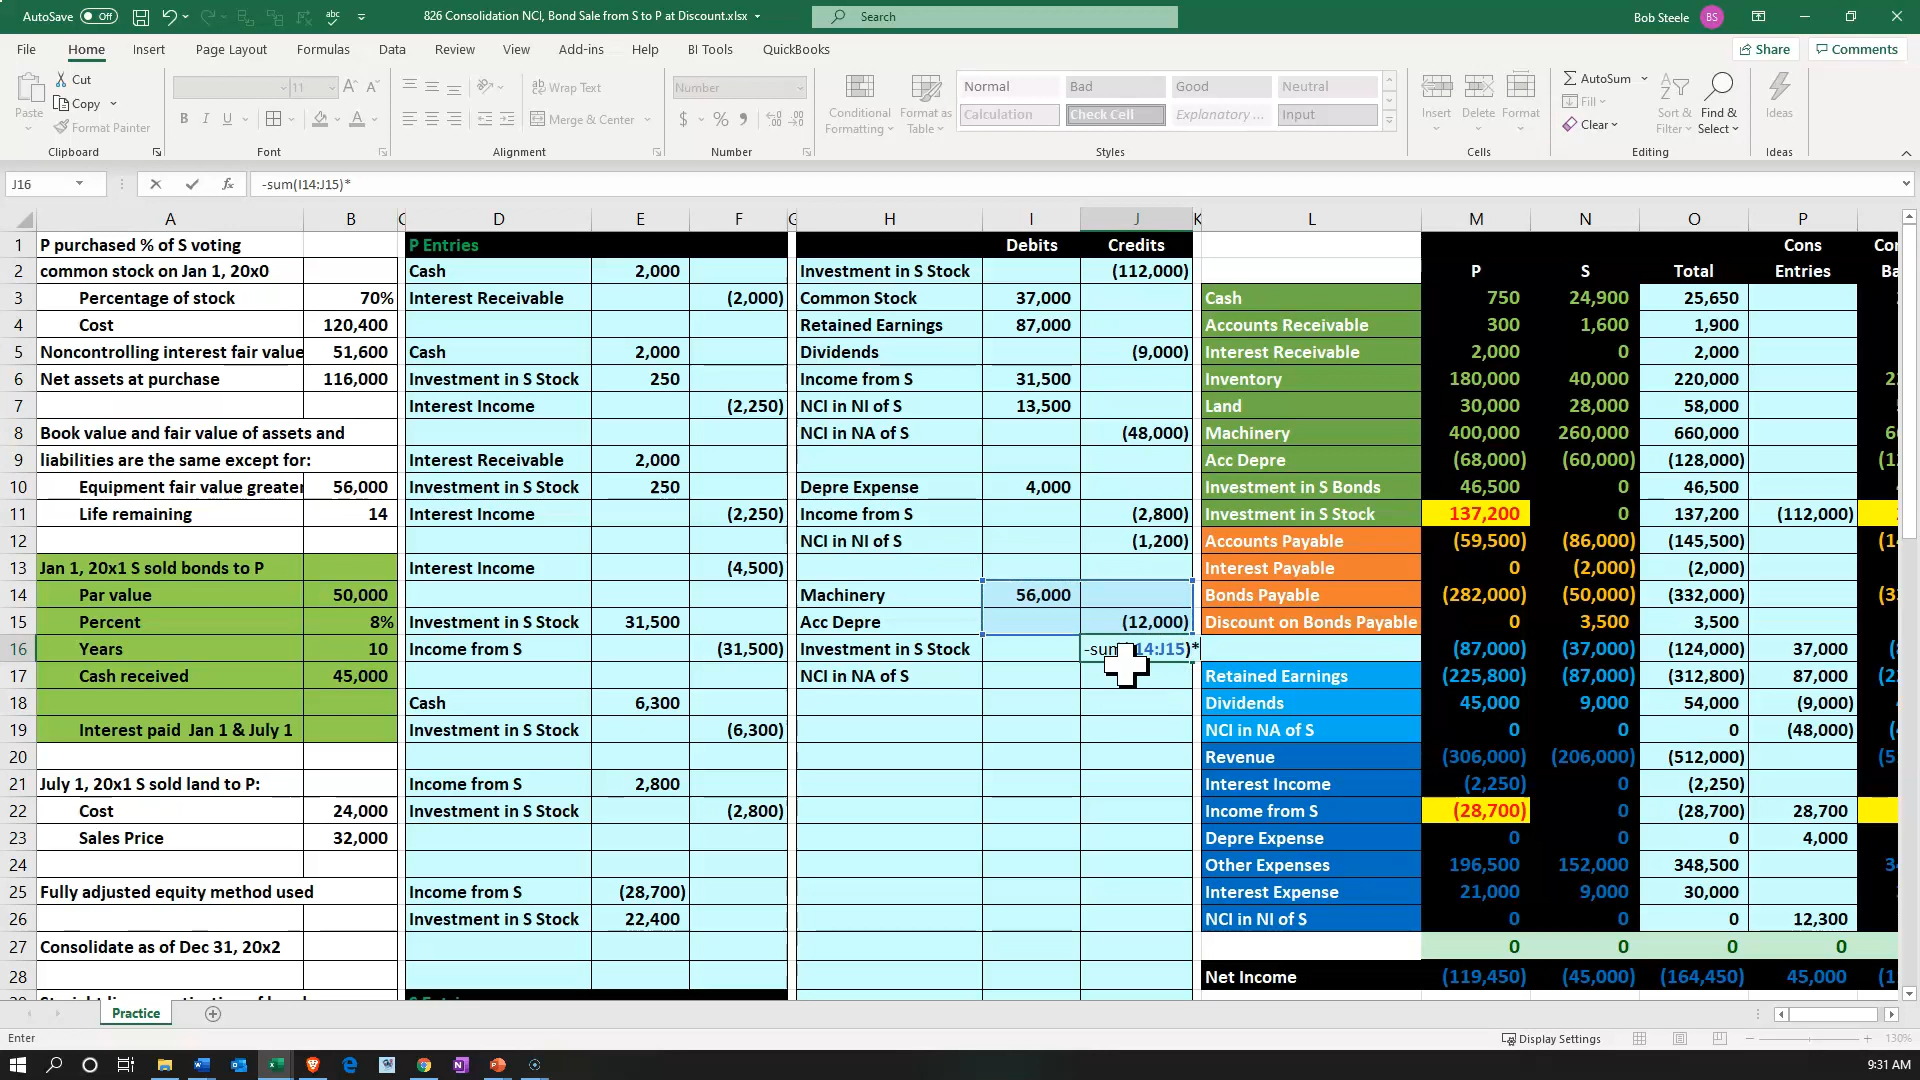 AutoSave Off
826 Consolidation NCI, Bond Sale from S to P at Discount.xlsx
Search
Bob Steele BS
File Home Insert Page Layout Formulas Data Review View Add-ins Help BI Tools QuickBooks Share Comments
Paste Cut Copy Format Painter
11
Wrap Text
Merge & Center
Number
Conditional Formatting Format as Table
Normal Bad Good Neutral
Calculation Check Cell Explanatory ... Input
Insert Delete Format
AutoSum Fill Clear
Sort & Filter Find & Select
Ideas
Clipboard Font Alignment Number Styles Cells Editing Ideas
J16 fx -sum(I14:J15)*
A B C D E F G H I J K L M N O P
1 P purchased % of S voting P Entries Debits Credits Cons
2 common stock on Jan 1, 20x0 Cash 2,000 Investment in S Stock (112,000) P S Total Entries
3 Percentage of stock 70% Interest Receivable (2,000) Common Stock 37,000 Cash 750 24,900 25,650
4 Cost 120,400 Retained Earnings 87,000 Accounts Receivable 300 1,600 1,900
5 Noncontrolling interest fair value 51,600 Cash 2,000 Dividends (9,000) Interest Receivable 2,000 0 2,000
6 Net assets at purchase 116,000 Investment in S Stock 250 Income from S 31,500 Inventory 180,000 40,000 220,000
7 Interest Income (2,250) NCI in NI of S 13,500 Land 30,000 28,000 58,000
8 Book value and fair value of assets and NCI in NA of S (48,000) Machinery 400,000 260,000 660,000
9 liabilities are the same except for: Interest Receivable 2,000 Acc Depre (68,000) (60,000) (128,000)
10 Equipment fair value greater 56,000 Investment in S Stock 250 Depre Expense 4,000 Investment in S Bonds 46,500 0 46,500
11 Life remaining 14 Interest Income (2,250) Income from S (2,800) Investment in S Stock 137,200 0 137,200 (112,000)
12 NCI in NI of S (1,200) Accounts Payable (59,500) (86,000) (145,500)
13 Jan 1, 20x1 S sold bonds to P Interest Income (4,500) Interest Payable 0 (2,000) (2,000)
14 Par value 50,000 Machinery 56,000 Bonds Payable (282,000) (50,000) (332,000)
15 Percent 8% Investment in S Stock 31,500 Acc Depre (12,000) Discount on Bonds Payable 0 3,500 3,500
16 Years 10 Income from S (31,500) Investment in S Stock -sum 14:J15)* (87,000) (37,000) (124,000) 37,000
17 Cash received 45,000 NCI in NA of S Retained Earnings (225,800) (87,000) (312,800) 87,000
18 Cash 6,300 Dividends 45,000 9,000 54,000 (9,000)
19 Interest paid Jan 1 & July 1 Investment in S Stock (6,300) NCI in NA of S 0 0 0 (48,000)
20 Revenue (306,000) (206,000) (512,000)
21 July 1, 20x1 S sold land to P: Income from S 2,800 Interest Income (2,250) 0 (2,250)
22 Cost 24,000 Investment in S Stock (2,800) Income from S (28,700) 0 (28,700) 28,700
23 Sales Price 32,000 Depre Expense 0 0 0 4,000
24 Other Expenses 196,500 152,000 348,500
25 Fully adjusted equity method used Income from S (28,700) Interest Expense 21,000 9,000 30,000
26 Investment in S Stock 22,400 NCI in NI of S 0 0 0 12,300
27 Consolidate as of Dec 31, 20x2 0 0 0 0
28 Net Income (119,450) (45,000) (164,450) 45,000
Practice
Enter Display Settings 130%
9:31 AM